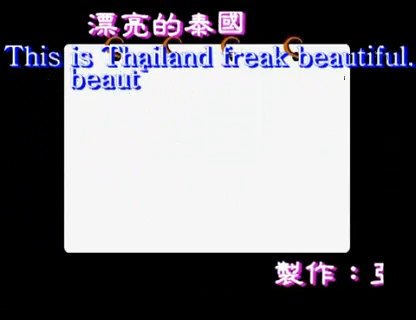 漂亮的泰國
This is Thailand freak beautiful.
beaut
製作：